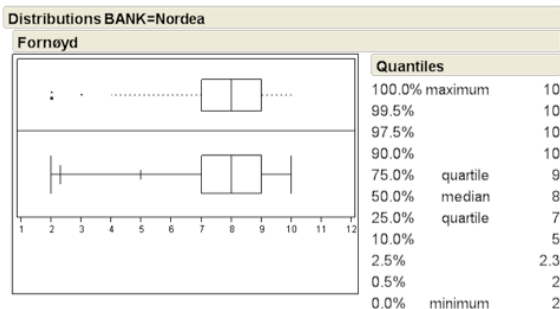 Distributions BANK=Nordea
Fornøyd
1 2 3 4 5 6 7 8 9 10 11 12
Quantiles
100.0% maximum 10
99.5% 10
97.5% 10
90.0% 10
75.0% quartile 9
50.0% median 8
25.0% quartile 7
10.0% 5
2.5% 2.3
0.5% 2
0.0% minimum 2